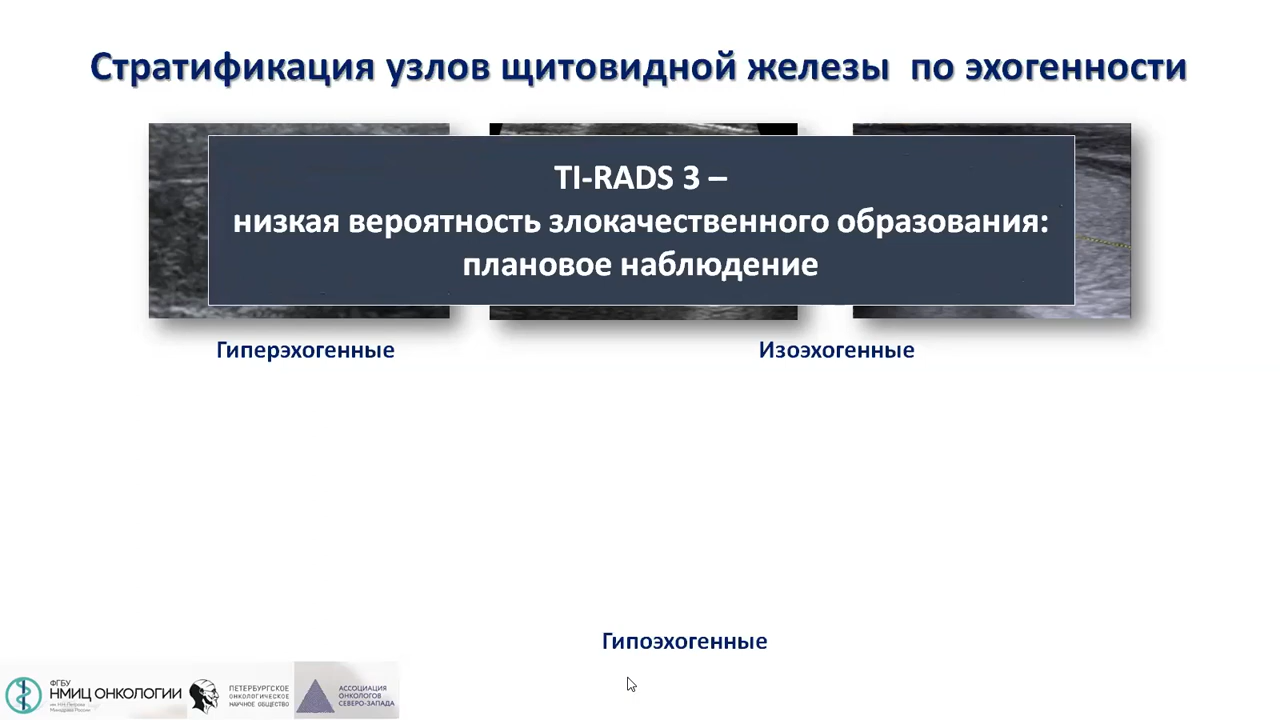 Стратификация узлов щитовидной железы по эхогенности
TI-RADS 3 –
низкая вероятность злокачественного образования:
плановое наблюдение
Гиперэхогенные
Изоэхогенные
Гипоэхогенные
ФГБУ
НМИЦ ОНКОЛОГИИ
им. Н.Н. Петрова
Минздрава России
ПЕТЕРБУРГСКОЕ
ОНКОЛОГИЧЕСКОЕ
НАУЧНОЕ ОБЩЕСТВО
АССОЦИАЦИЯ
ОНКОЛОГОВ
СЕВЕРО-ЗАПАДА